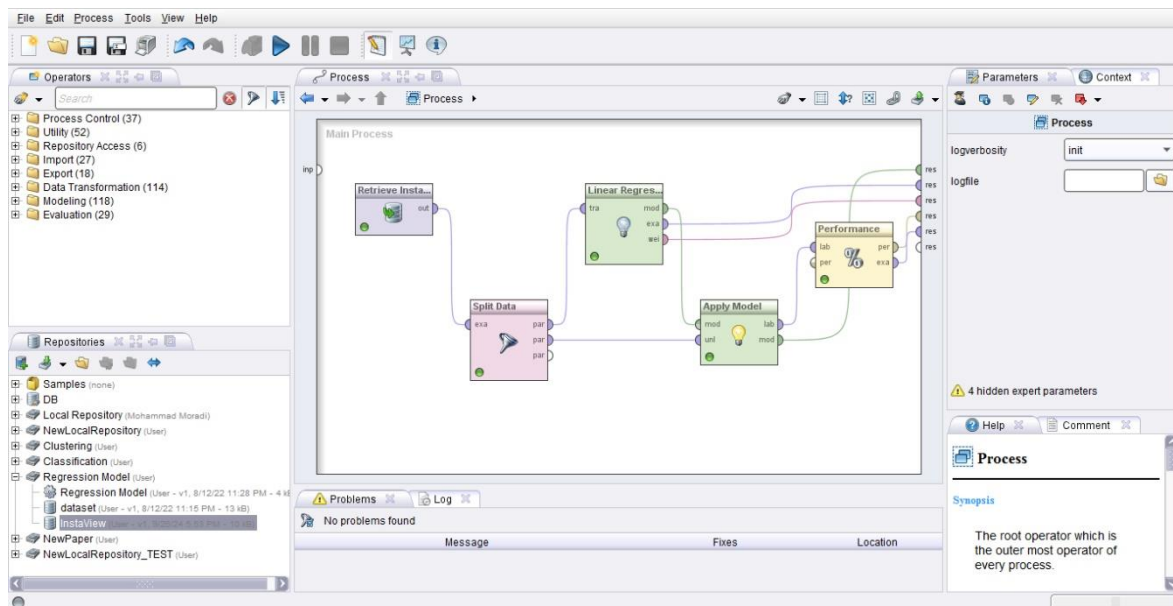 File Edit Process Tools View Help
Operators
Search
Process Control (37)
Utility (52)
Repository Access (6)
Import (27)
Export (18)
Data Transformation (114)
Modeling (118)
Evaluation (29)
Repositories
Samples (none)
DB
Local Repository (Mohammed Moradi)
NewLocalRepository (User)
Clustering (User)
Classification (User)
Regression Model (User)
Regression Model (User - v1, 8/12/22 11:28 PM - 4 kB
dataset (User - v1, 8/12/22 11:15 PM - 13 kB)
InstaView
NewPaper (User)
NewLocalRepository_TEST (User)
Process
Process
Main Process
inp
Retrieve Insta...
out
Split Data
exa par
par
par
Linear Regres...
tra mod
exa
wei
Apply Model
mod lab
unl mod
Performance
lab per
per exa
res
res
res
res
res
res
Problems Log
No problems found
Message Fixes Location
Parameters Context
Process
logverbosity init
logfile
4 hidden expert parameters
Help Comment
Process
Synopsis
The root operator which is
the outer most operator of
every process.